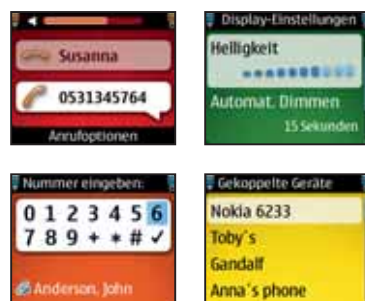 Susanna
0531345764
Anrufoptionen
Display-Einstellungen
Helligkeit
Automat. Dimmen
15 Sekunden
Nummer eingeben:
0 1 2 3 4 5 6
7 8 9 + * # ✓
Anderson, John
Gekoppelte Geräte
Nokia 6233
Toby´s
Gandalf
Anna´s phone